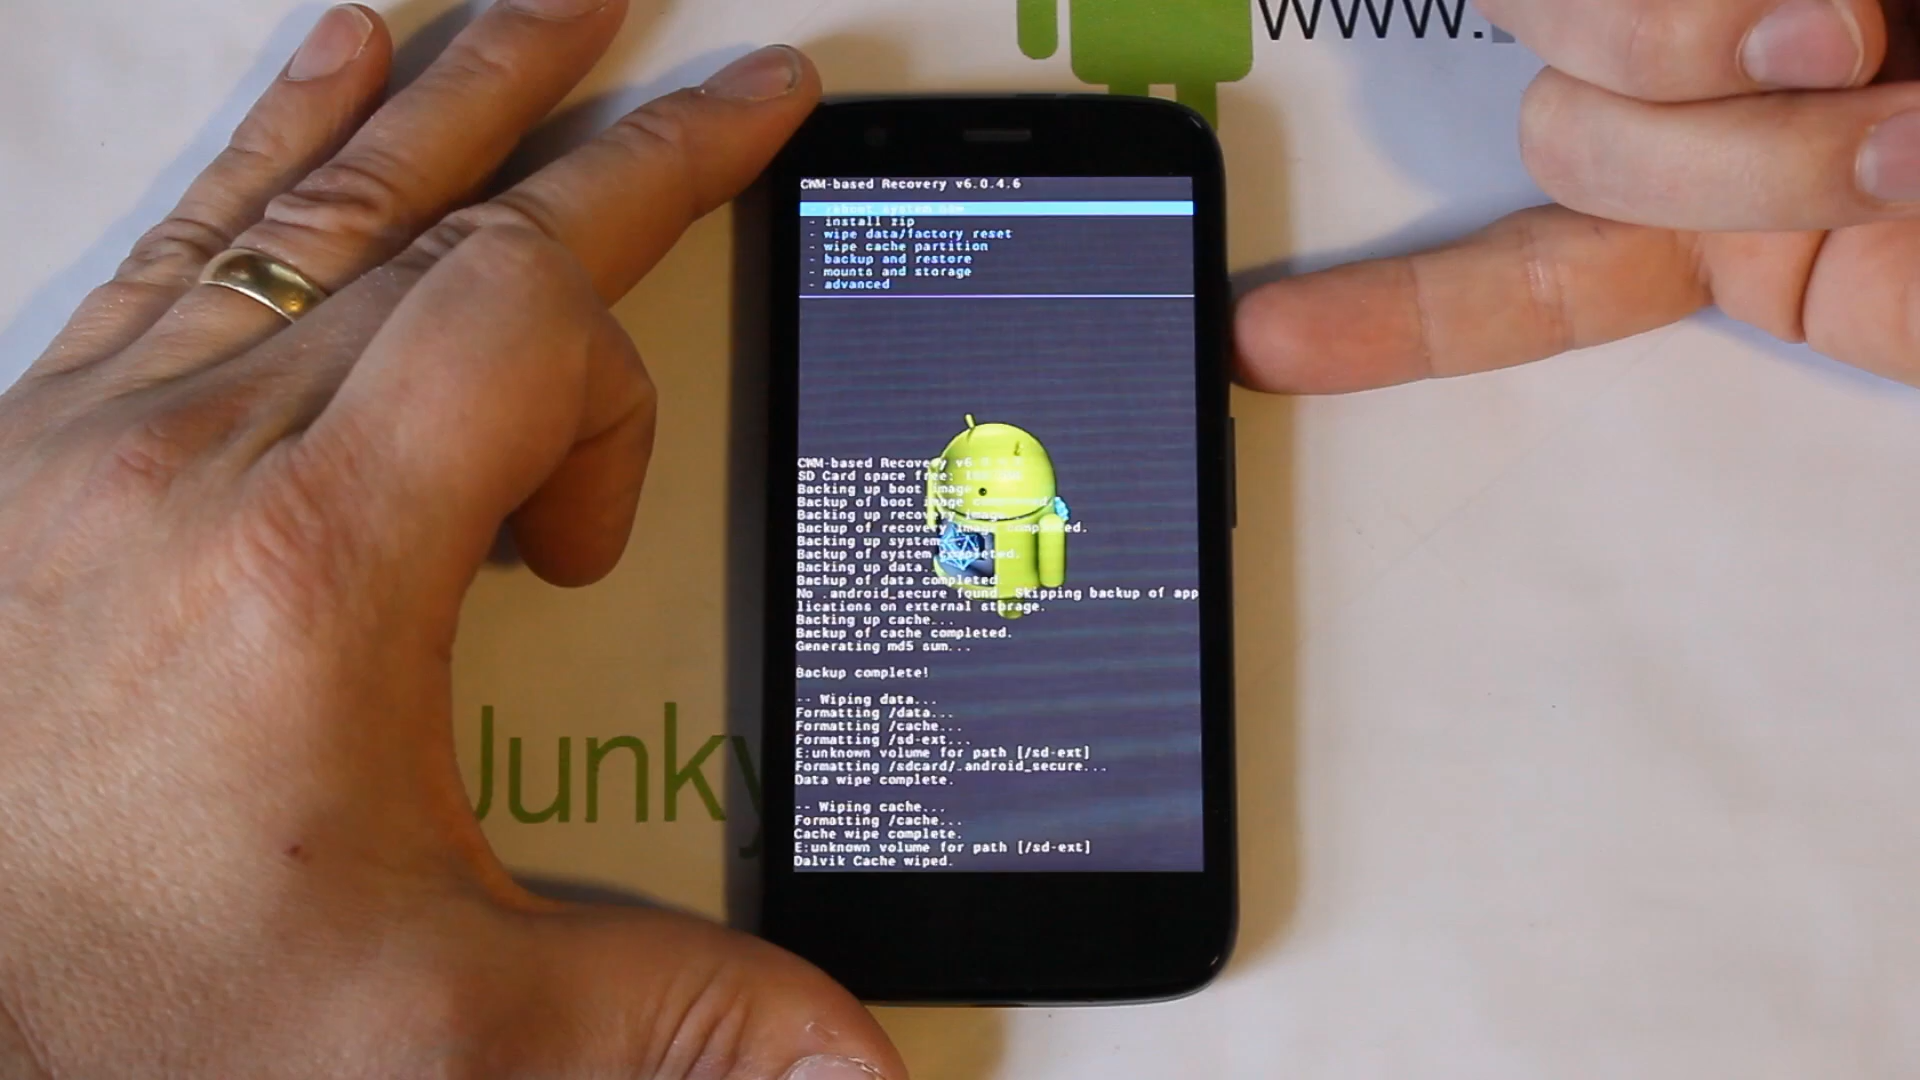 www.
CWM-based Recovery v6.0.4.6
- reboot system now
- install zip
- wipe data/factory reset
- wipe cache partition
- backup and restore
- mounts and storage
- advanced
CWM-based Recovery v6
SD Card space free:
Backing up boot image
Backup of boot image completed.
Backing up recovery image...
Backup of recovery image completed.
Backing up system
Backup of system completed.
Backing up data..
Backup of data completed.
No .android_secure found. Skipping backup of app
lications on external storage.
Backing up cache...
Backup of cache completed.
Generating md5 sum...
Backup complete!
-- Wiping data...
Formatting /data...
Formatting /cache...
Formatting /sd-ext...
E:unknown volume for path [/sd-ext]
Formatting /sdcard/.android_secure...
Data wipe complete.
-- Wiping cache...
Formatting /cache...
Cache wipe complete.
E:unknown volume for path [/sd-ext]
Dalvik Cache wiped.
Junky